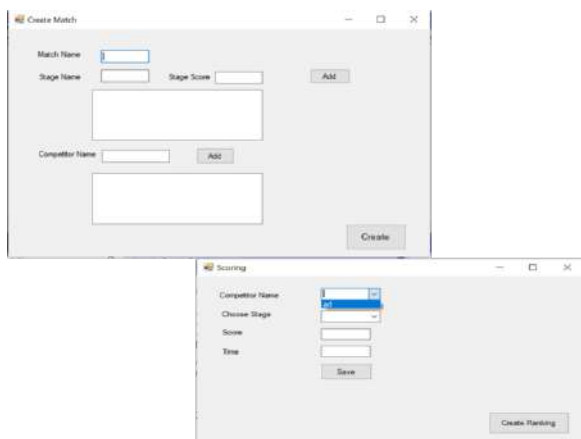 Create Match
Match Name
Stage Name Stage Score Add
Competitor Name Add
Create
Scoring
Competitor Name
ad
Choose Stage
Score
Time
Save
Create Ranking